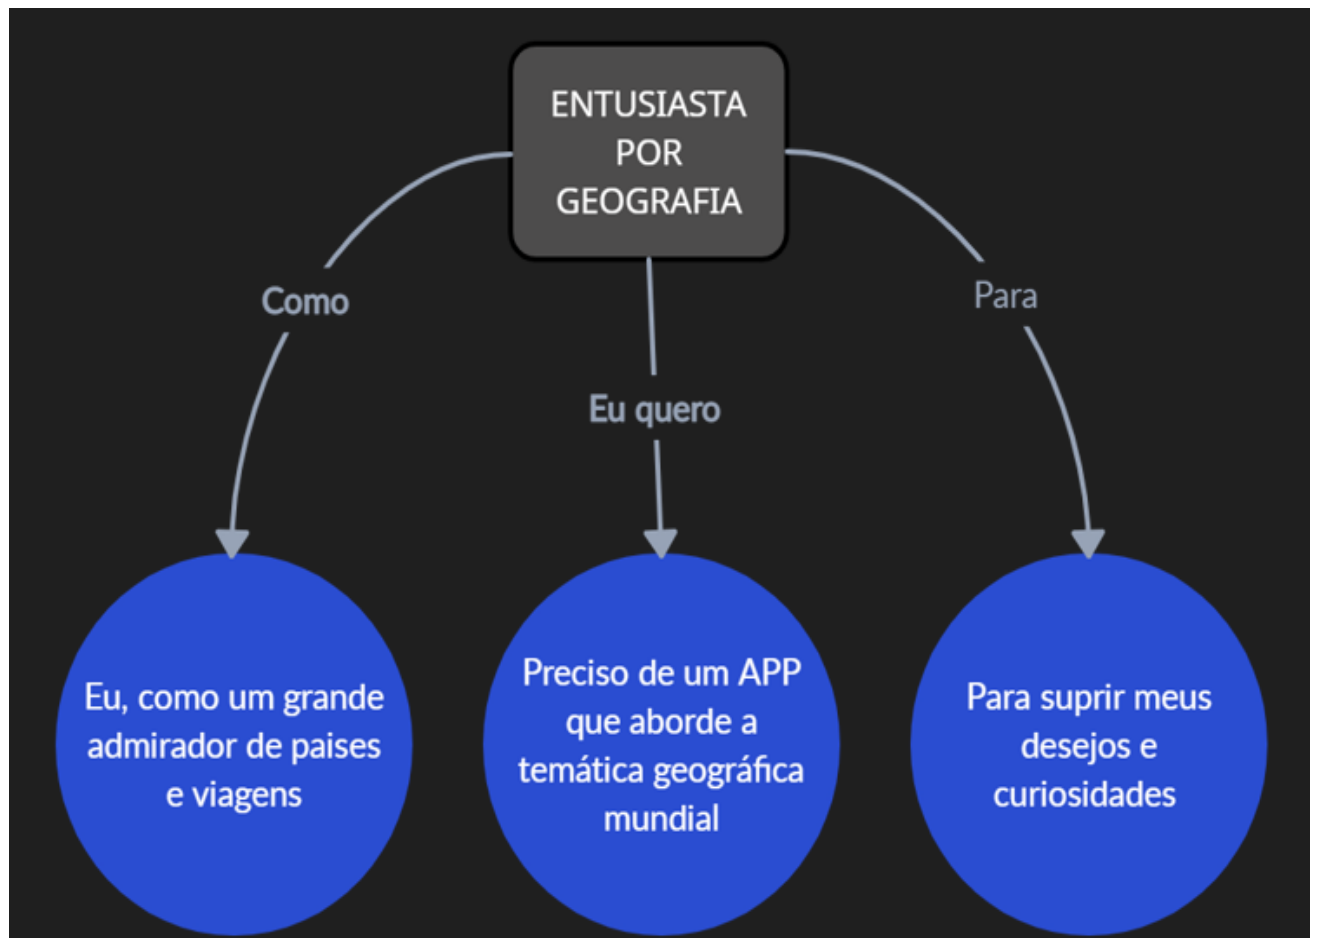 ENTUSIASTA
POR
GEOGRAFIA
Como
Eu quero
Para
Eu, como um grande
admirador de paises
e viagens
Preciso de um APP
que aborde a
temática geográfica
mundial
Para suprir meus
desejos e
curiosidades